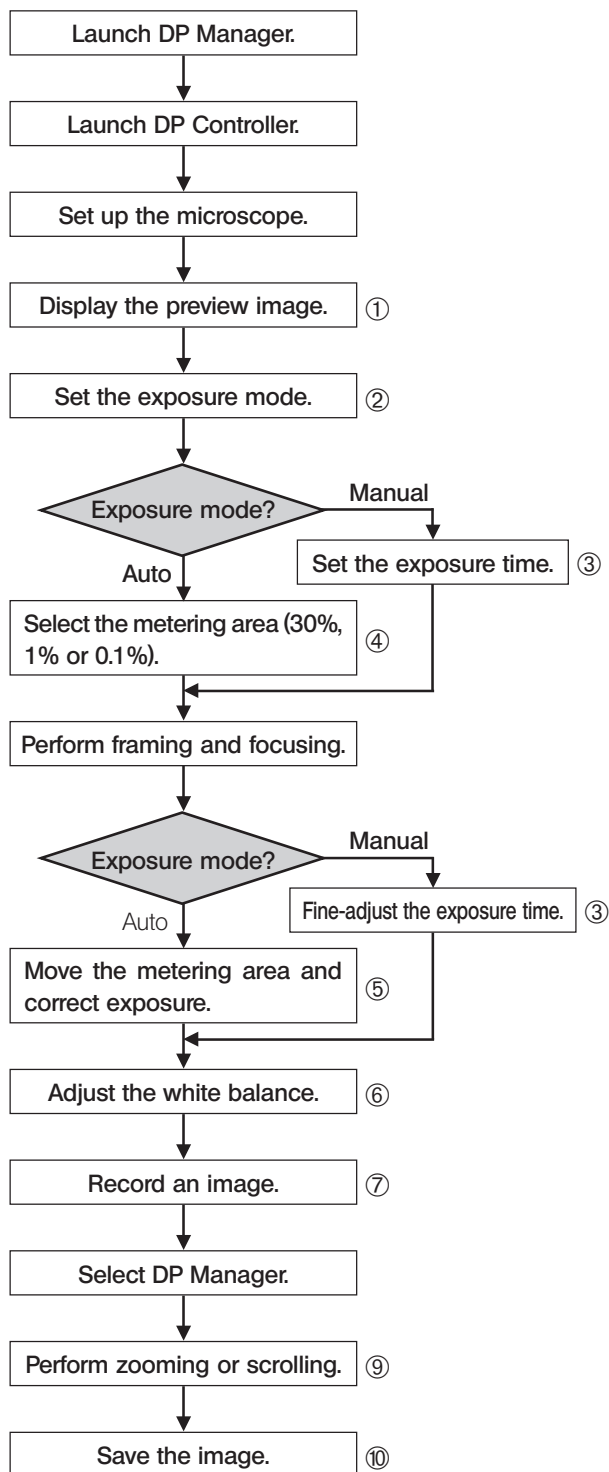 Launch DP Manager.
Launch DP Controller.
Set up the microscope.
Display the preview image. ①
Set the exposure mode. ②
Exposure mode?
Manual
Set the exposure time. ③
Auto
Select the metering area (30%,
1% or 0.1%). ④
Perform framing and focusing.
Exposure mode?
Manual
Fine-adjust the exposure time. ③
Auto
Move the metering area and
correct exposure. ⑤
Adjust the white balance. ⑥
Record an image. ⑦
Select DP Manager.
Perform zooming or scrolling. ⑨
Save the image. ⑩